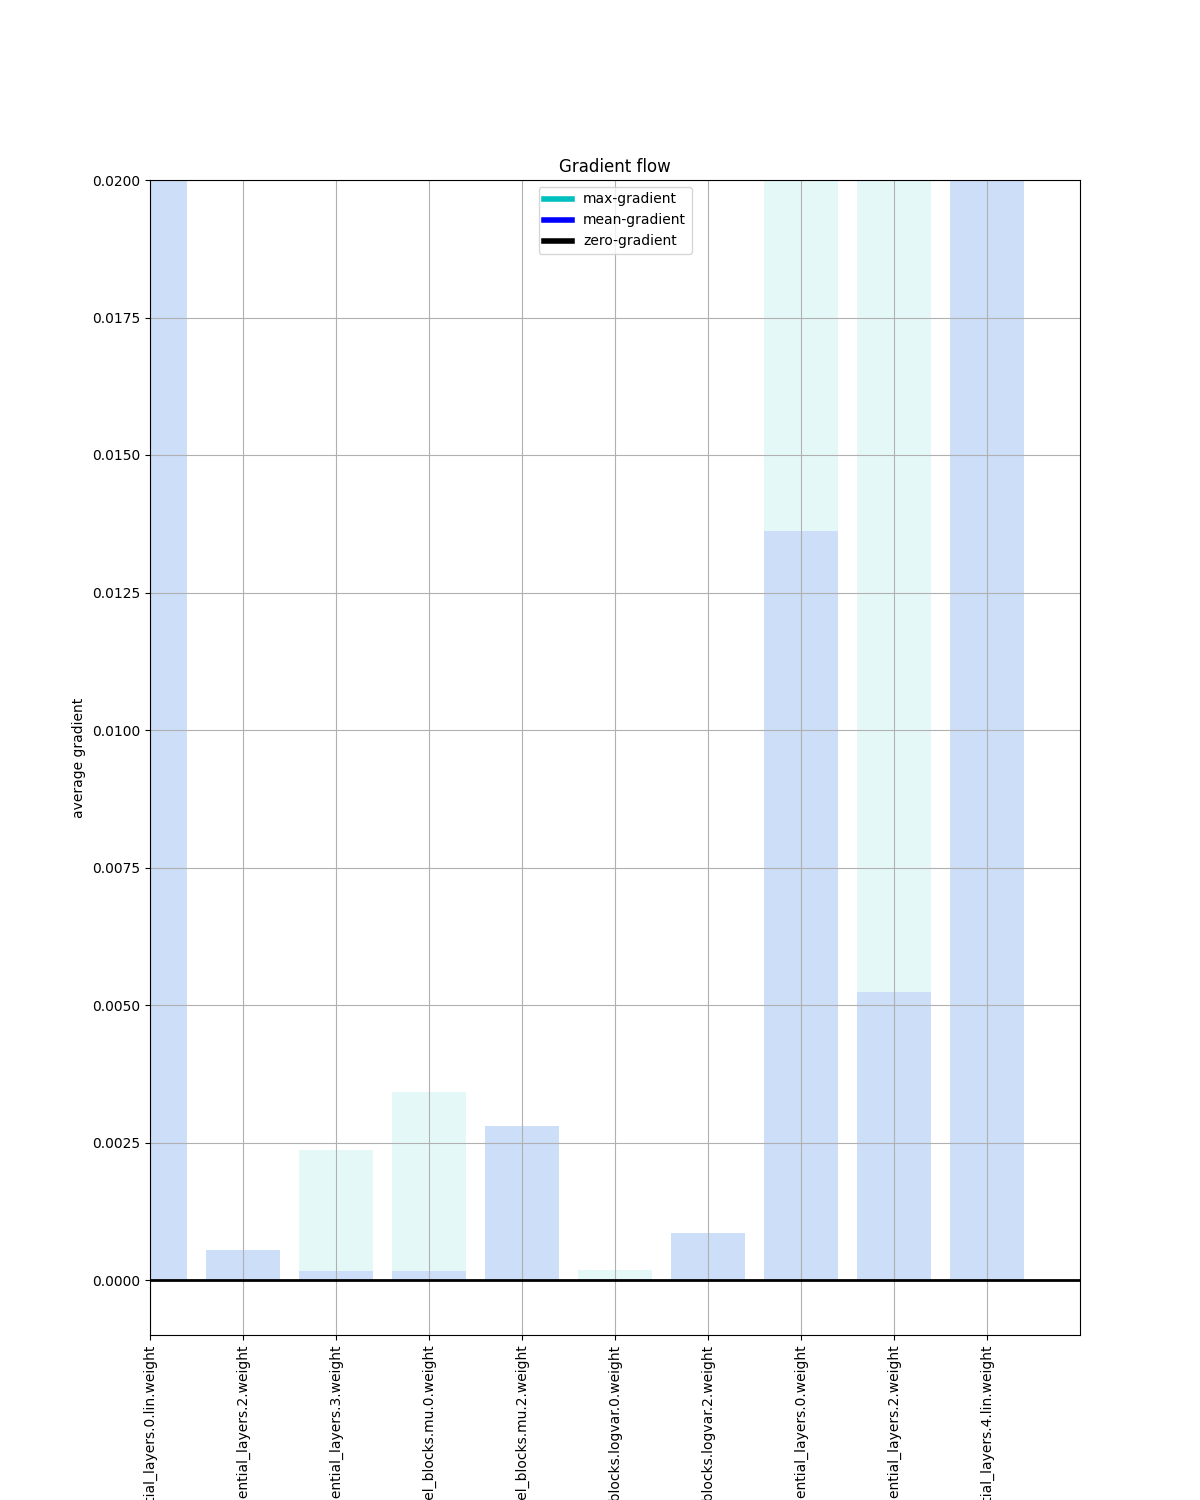 Gradient flow
max-gradient
mean-gradient
zero-gradient
average gradient
0.0200
0.0175
0.0150
0.0125
0.0100
0.0075
0.0050
0.0025
0.0000
tial_layers.0.lin.weight
ential_layers.2.weight
ential_layers.3.weight
el_blocks.mu.0.weight
el_blocks.mu.2.weight
blocks.logvar.0.weight
blocks.logvar.2.weight
ential_layers.0.weight
ential_layers.2.weight
tial_layers.4.lin.weight